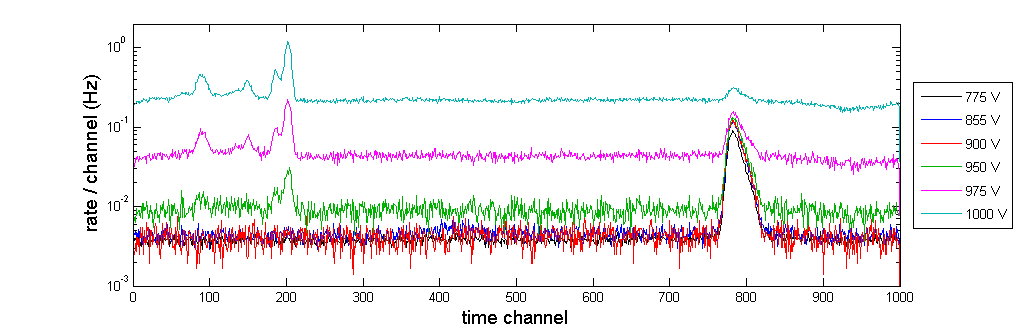 10^0
10^-1
10^-2
10^-3
rate / channel (Hz)
0 100 200 300 400 500 600 700 800 900 1000
time channel
775 V
855 V
900 V
950 V
975 V
1000 V